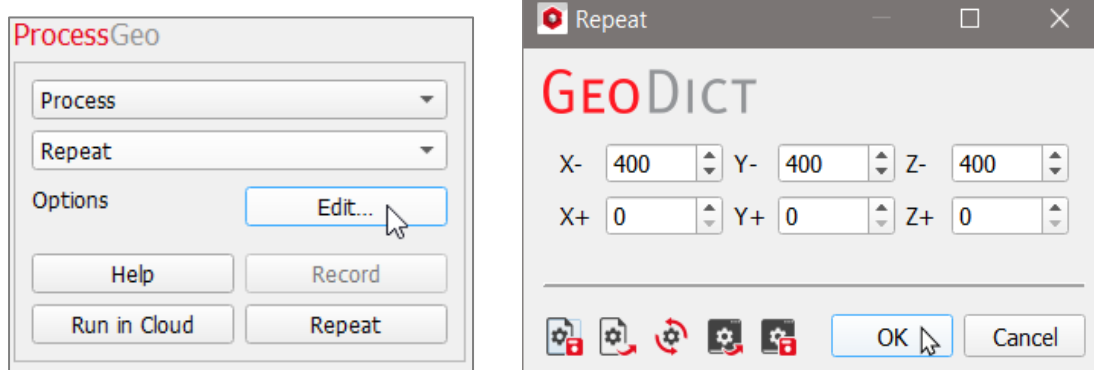 ProcessGeo
Process
Repeat
Options Edit...
Help Record
Run in Cloud Repeat
Repeat
GEODICT
X- 400 Y- 400 Z- 400
X+ 0 Y+ 0 Z+ 0
OK Cancel